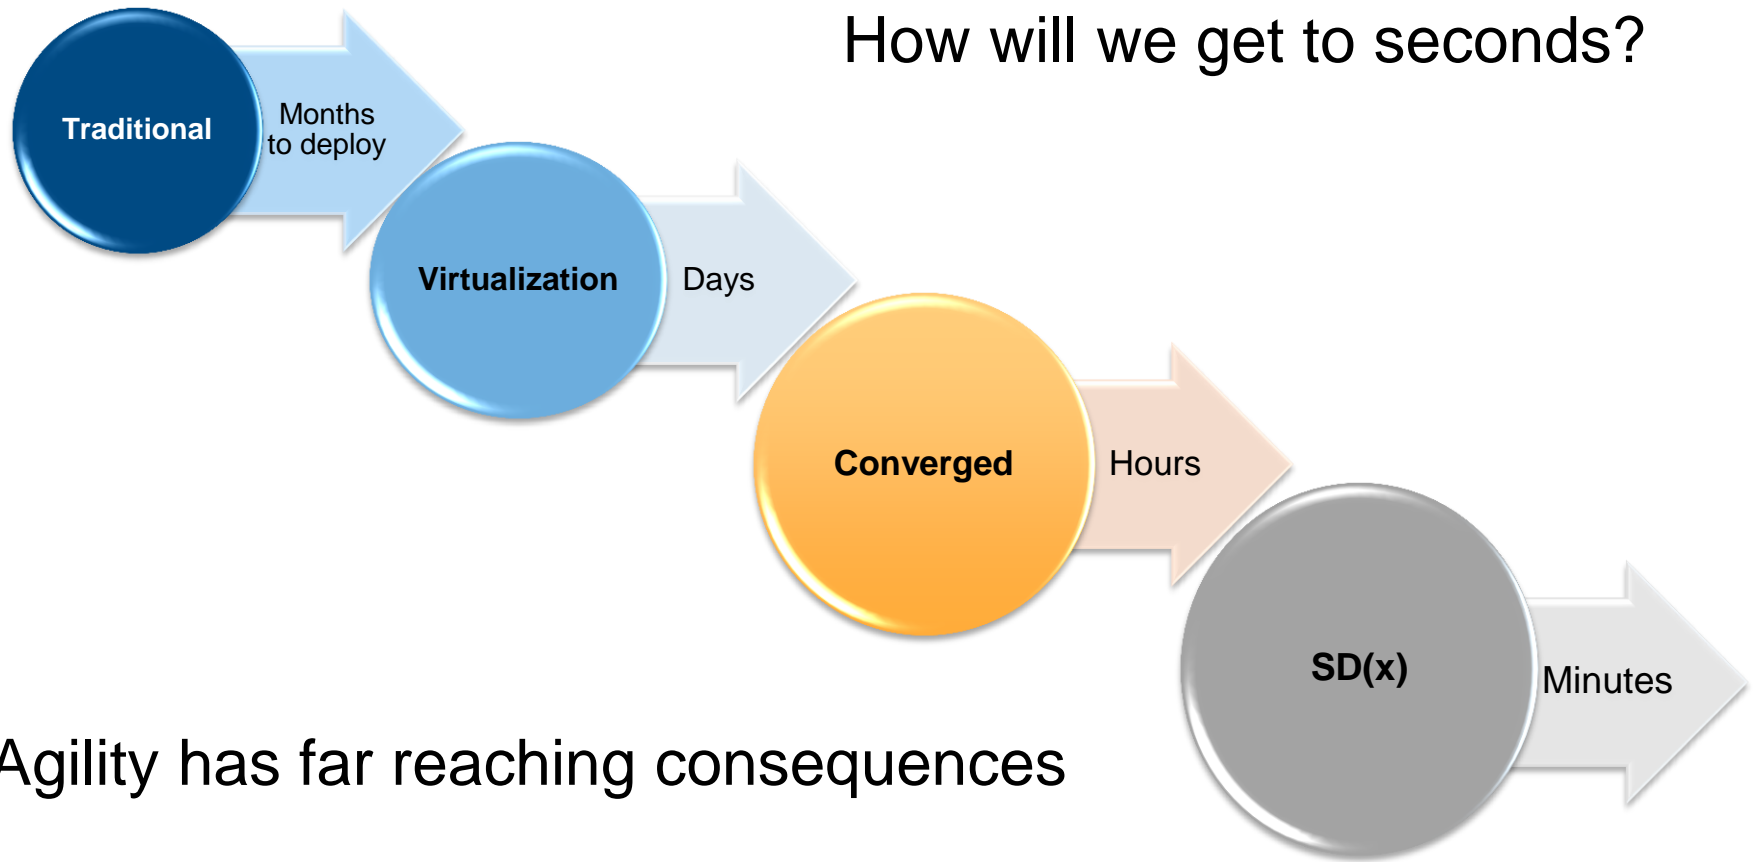 How will we get to seconds?
Traditional
Months
to deploy
Virtualization
Days
Converged
Hours
SD(x)
Minutes
Agility has far reaching consequences